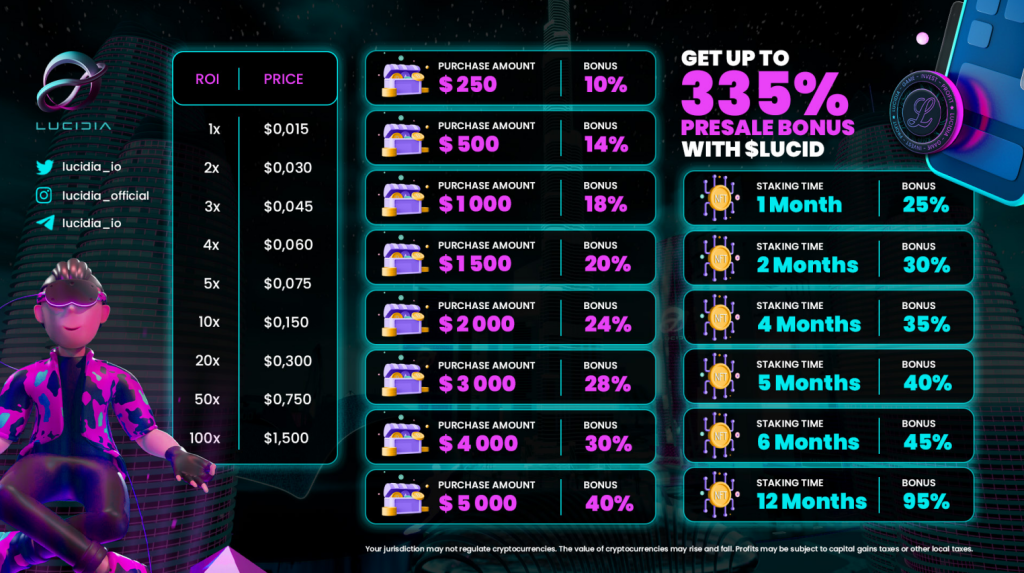 LUCIDIA
lucidia_io
lucidia_official
lucidia_io
ROI PRICE
1x $0,015
2x $0,030
3x $0,045
4x $0,060
5x $0,075
10x $0,150
20x $0,300
50x $0,750
100x $1,500
PURCHASE AMOUNT BONUS
$250 10%
PURCHASE AMOUNT BONUS
$500 14%
PURCHASE AMOUNT BONUS
$1 000 18%
PURCHASE AMOUNT BONUS
$1 500 20%
PURCHASE AMOUNT BONUS
$2 000 24%
PURCHASE AMOUNT BONUS
$3 000 28%
PURCHASE AMOUNT BONUS
$4 000 30%
PURCHASE AMOUNT BONUS
$5 000 40%
GET UP TO
335%
PRESALE BONUS
WITH $LUCID
STAKING TIME BONUS
1 Month 25%
STAKING TIME BONUS
2 Months 30%
STAKING TIME BONUS
4 Months 35%
STAKING TIME BONUS
5 Months 40%
STAKING TIME BONUS
6 Months 45%
STAKING TIME BONUS
12 Months 95%
Your jurisdiction may not regulate cryptocurrencies. The value of cryptocurrencies may rise and fall. Profits may be subject to capital gains taxes or other local taxes.